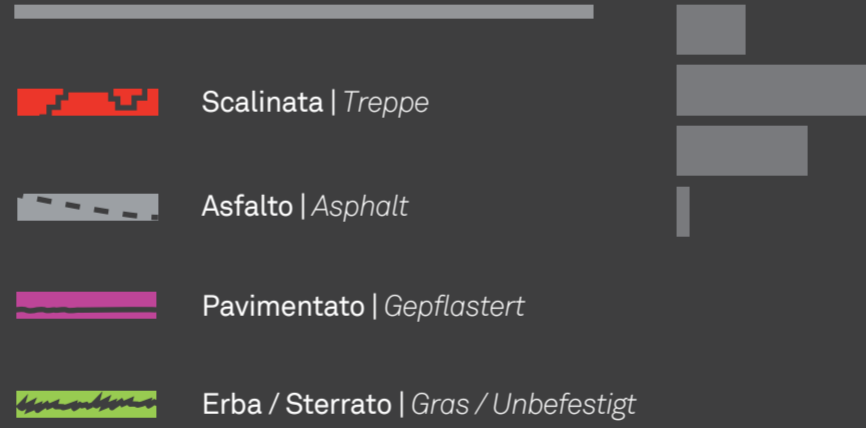 Scalinata | Treppe
Asfalto | Asphalt
Pavimentato | Gepflastert
Erba / Sterrato | Gras / Unbefestigt